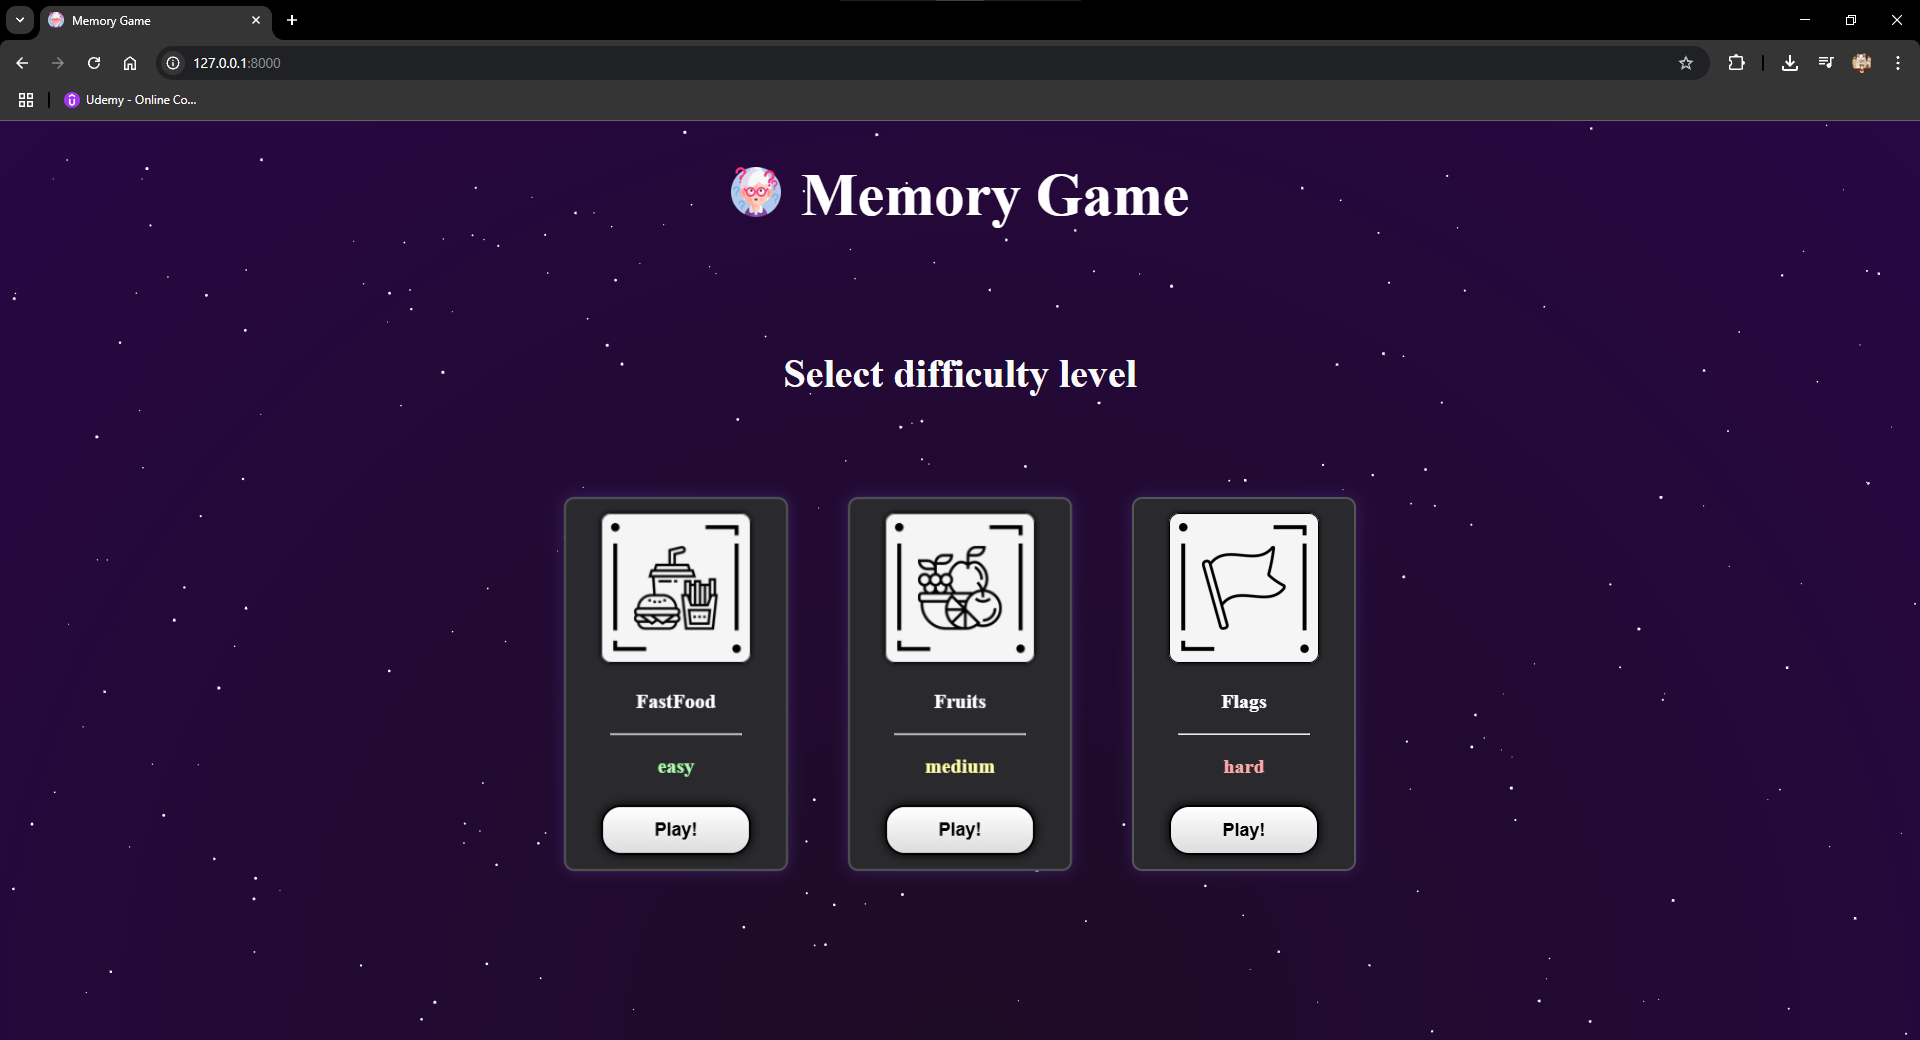 Memory Game
127.0.0.1:8000
Udemy - Online Co...
Memory Game
Select difficulty level
FastFood
easy
Play!
Fruits
medium
Play!
Flags
hard
Play!